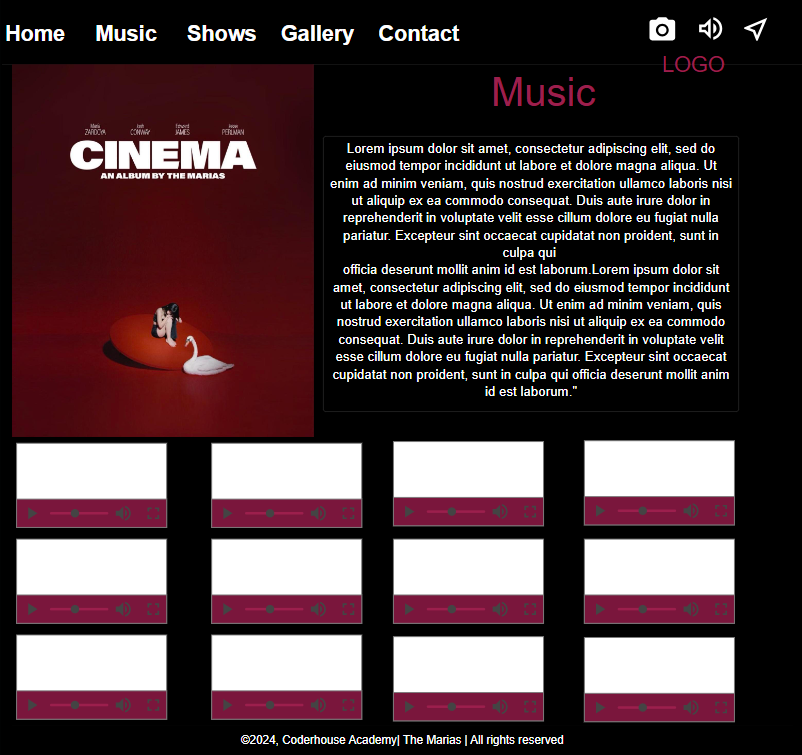 Home Music Shows Gallery Contact
LOGO
Music
María ZARDOYA Josh CONWAY Edward JAMES Jesse PERLMAN
CINEMA
AN ALBUM BY THE MARIAS
Lorem ipsum dolor sit amet, consectetur adipiscing elit, sed do
eiusmod tempor incididunt ut labore et dolore magna aliqua. Ut
enim ad minim veniam, quis nostrud exercitation ullamco laboris nisi
ut aliquip ex ea commodo consequat. Duis aute irure dolor in
reprehenderit in voluptate velit esse cillum dolore eu fugiat nulla
pariatur. Excepteur sint occaecat cupidatat non proident, sunt in
culpa qui
officia deserunt mollit anim id est laborum.Lorem ipsum dolor sit
amet, consectetur adipiscing elit, sed do eiusmod tempor incididunt
ut labore et dolore magna aliqua. Ut enim ad minim veniam, quis
nostrud exercitation ullamco laboris nisi ut aliquip ex ea commodo
consequat. Duis aute irure dolor in reprehenderit in voluptate velit
esse cillum dolore eu fugiat nulla pariatur. Excepteur sint occaecat
cupidatat non proident, sunt in culpa qui officia deserunt mollit anim
id est laborum."
©2024, Coderhouse Academy| The Marias | All rights reserved